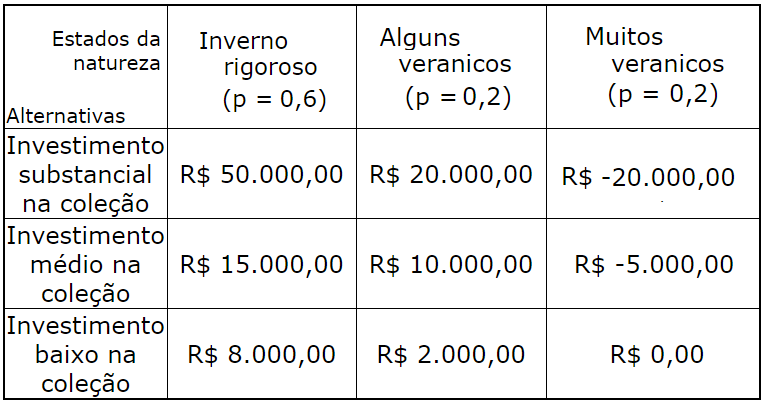 Estados da
natureza
Alternativas
Inverno
rigoroso
(p = 0,6)
Alguns
veranicos
(p = 0,2)
Muitos
veranicos
(p = 0,2)
Investimento
substancial
na coleção
R$ 50.000,00
R$ 20.000,00
R$ -20.000,00
Investimento
médio na
coleção
R$ 15.000,00
R$ 10.000,00
R$ -5.000,00
Investimento
baixo na
coleção
R$ 8.000,00
R$ 2.000,00
R$ 0,00